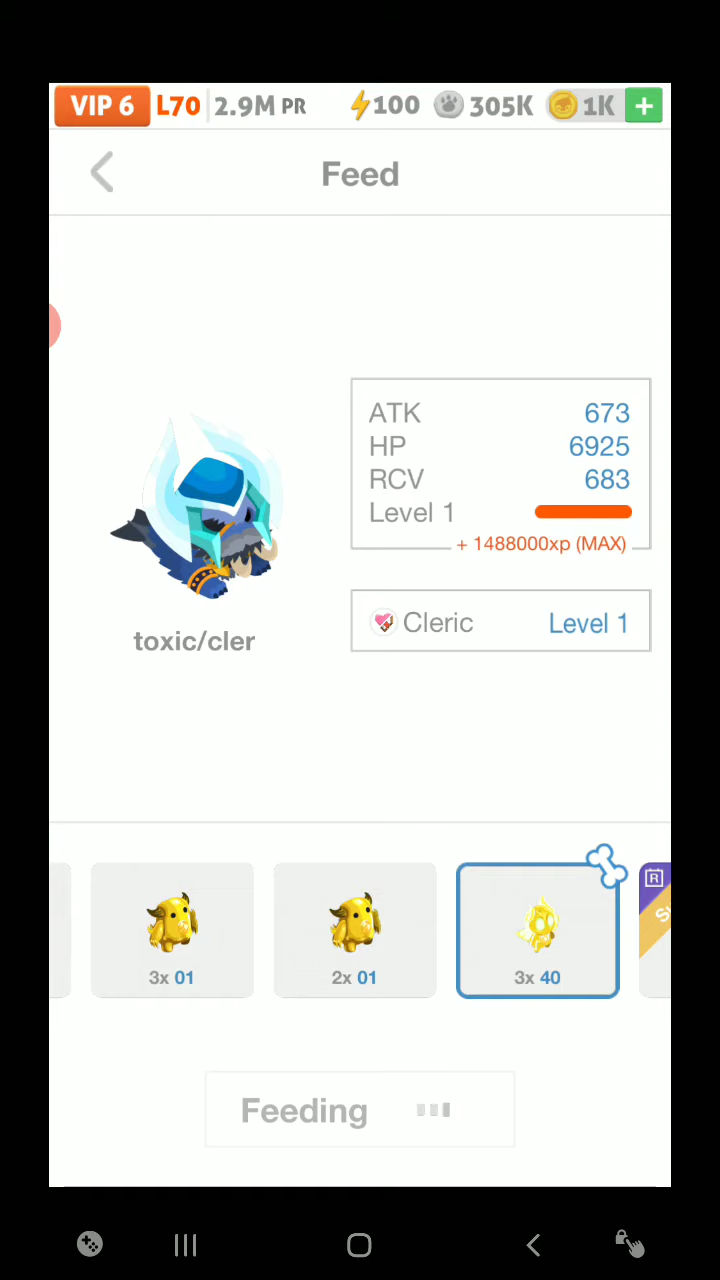 VIP 6 L70 2.9M PR 100 305K 1K +
Feed
ATK 673
HP 6925
RCV 683
Level 1
+ 1488000xp (MAX)
Cleric Level 1
toxic/cler
3x 01
2x 01
3x 40
R
Feeding